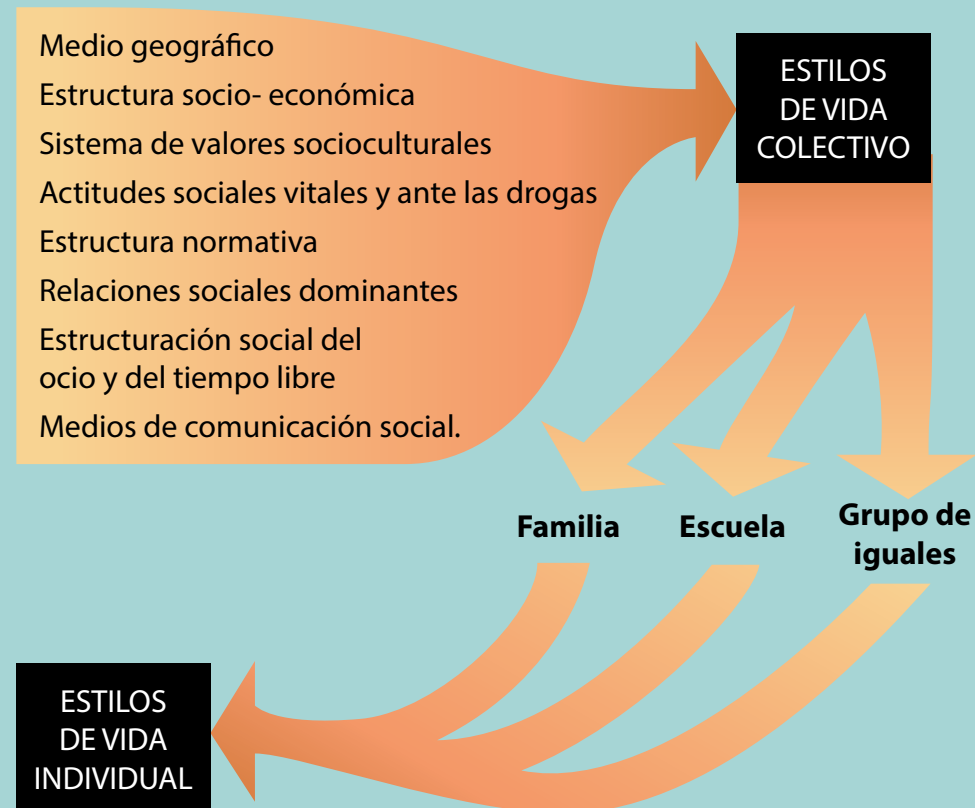 Medio geográfico
Estructura socio- económica
Sistema de valores socioculturales
Actitudes sociales vitales y ante las drogas
Estructura normativa
Relaciones sociales dominantes
Estructuración social del
ocio y del tiempo libre
Medios de comunicación social.
ESTILOS
DE VIDA
COLECTIVO
Familia
Escuela
Grupo de
iguales
ESTILOS
DE VIDA
INDIVIDUAL